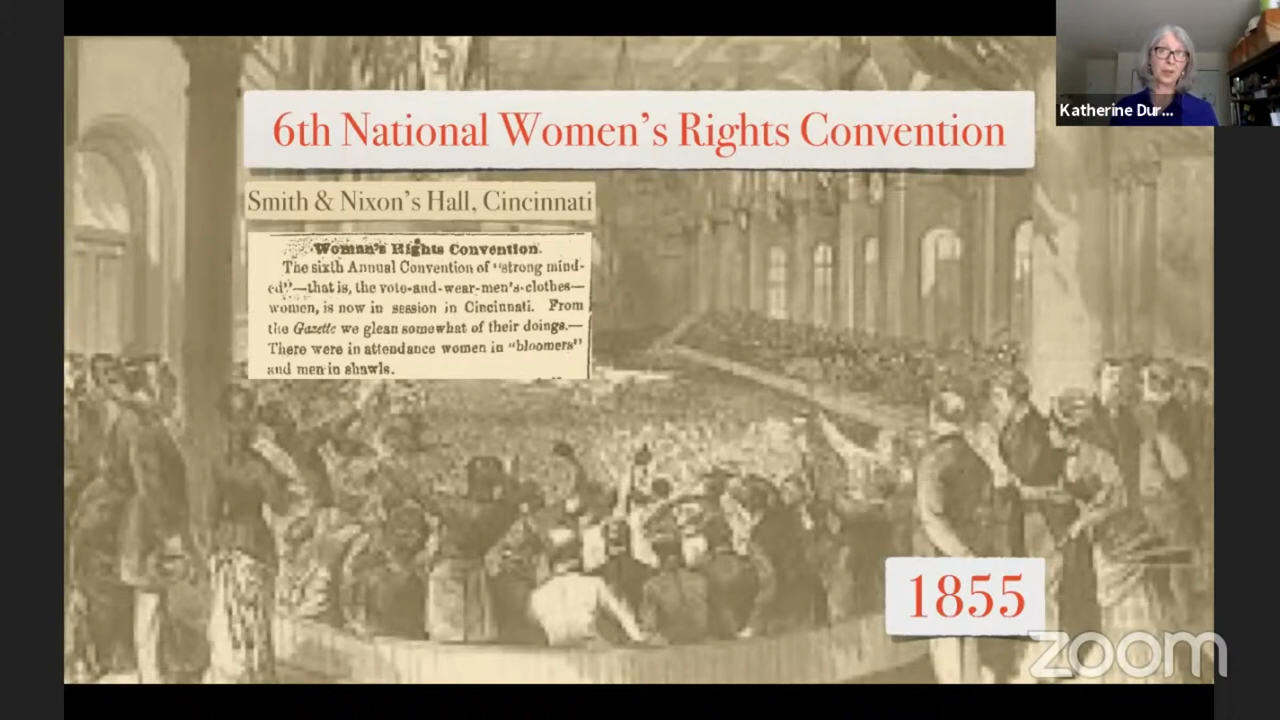 6th National Women's Rights Convention
Katherine Dur...
Smith & Nixon's Hall, Cincinnati
Woman's Rights Convention.
The sixth Annual Convention of "strong mind-
ed"—that is, the vote-and-wear-men's-clothes—
women, is now in session in Cincinnati. From
the Gazette we glean somewhat of their doings.—
There were in attendance women in "bloomers"
and men in shawls.
1855
zoom